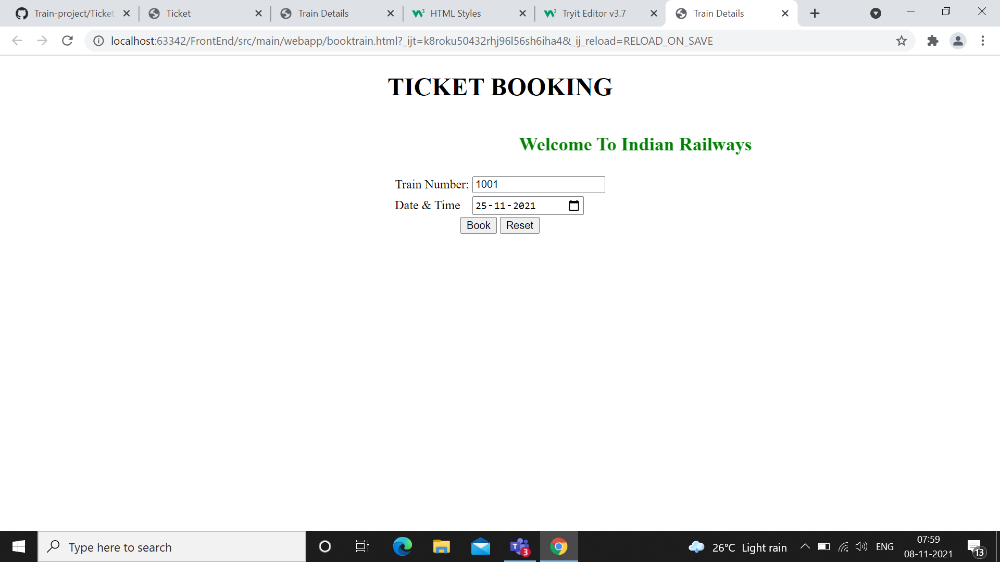 Train-project/Ticket
Ticket
Train Details
HTML Styles
Tryit Editor v3.7
Train Details
localhost:63342/FrontEnd/src/main/webapp/booktrain.html?_ijt=k8roku50432rhj96l56sh6iha4&_ij_reload=RELOAD_ON_SAVE
TICKET BOOKING
Welcome To Indian Railways
Train Number: 1001
Date & Time 25-11-2021
Book Reset
Type here to search
3
26°C Light rain
ENG
07:59
08-11-2021
13